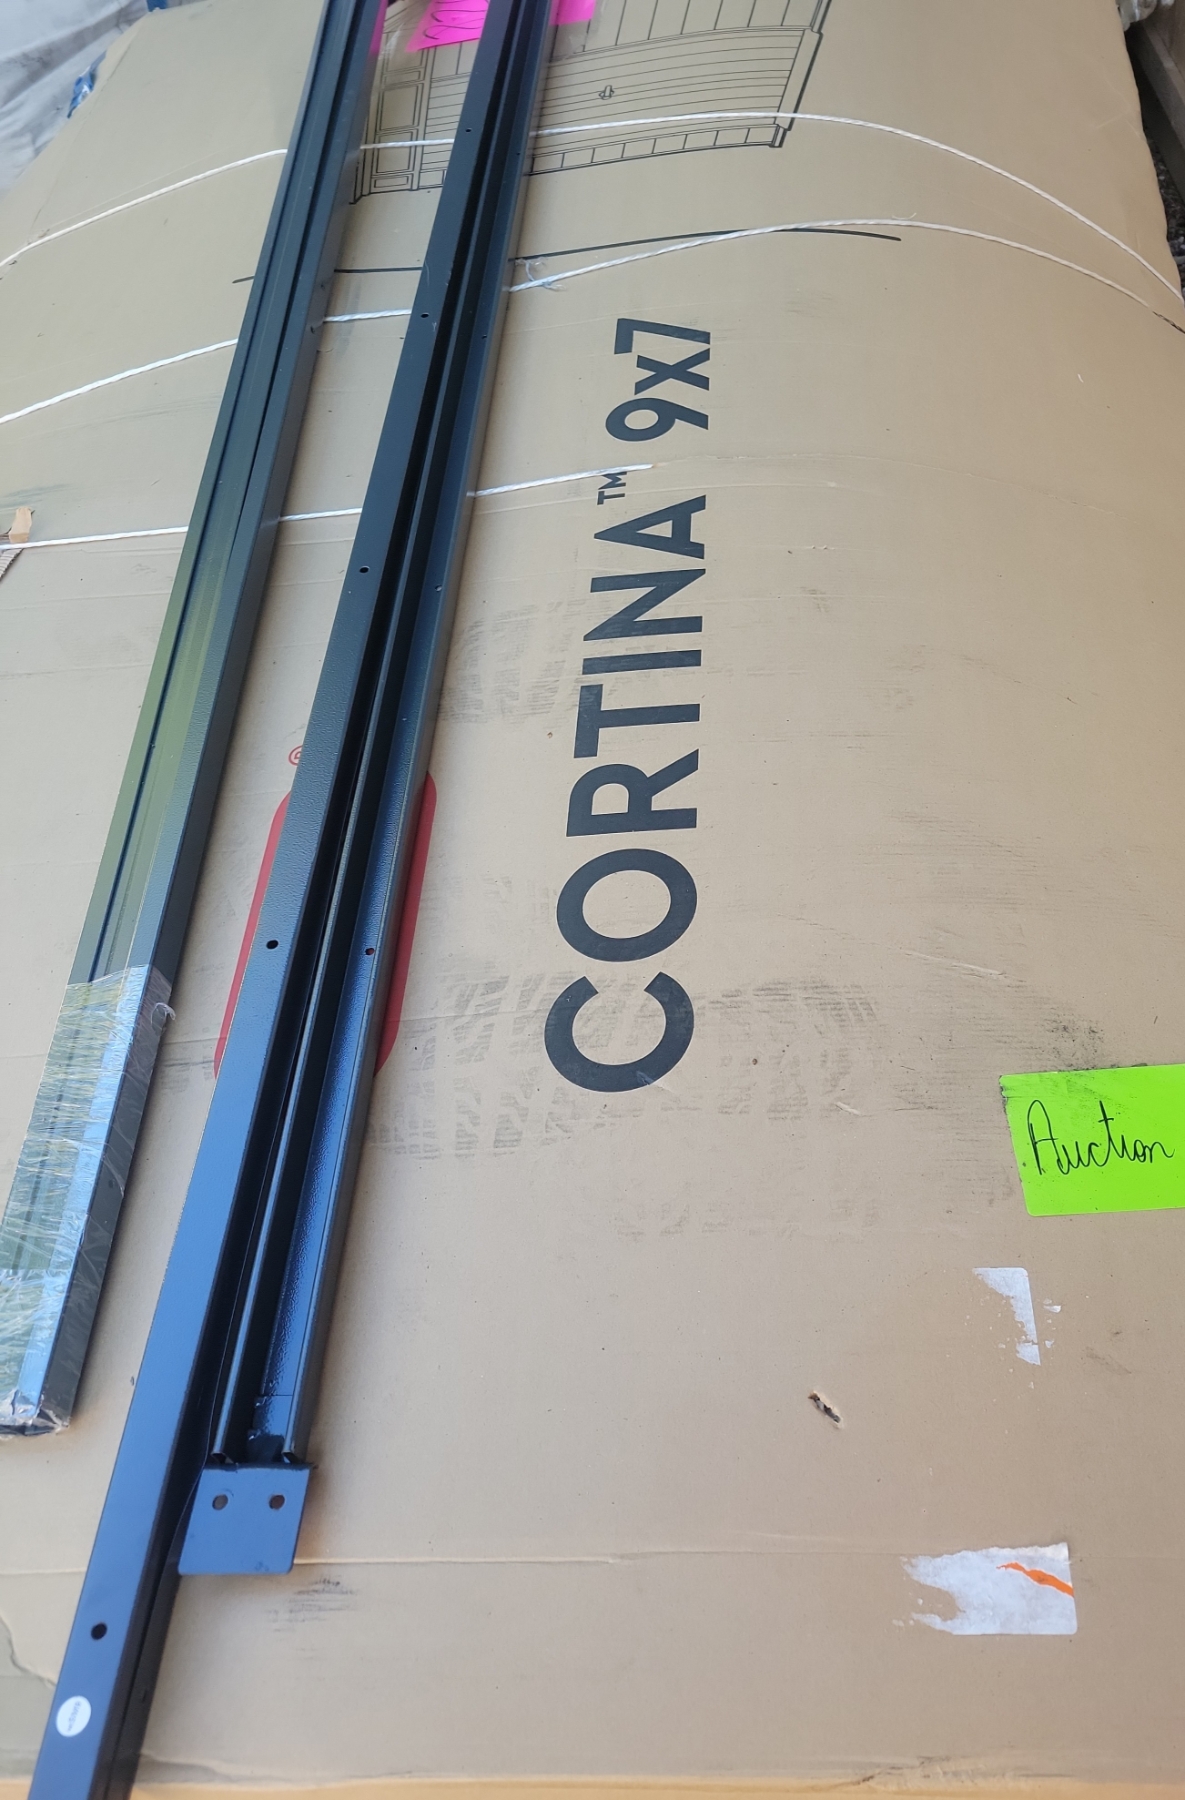 CORTINA™ 9x7
®
Auction